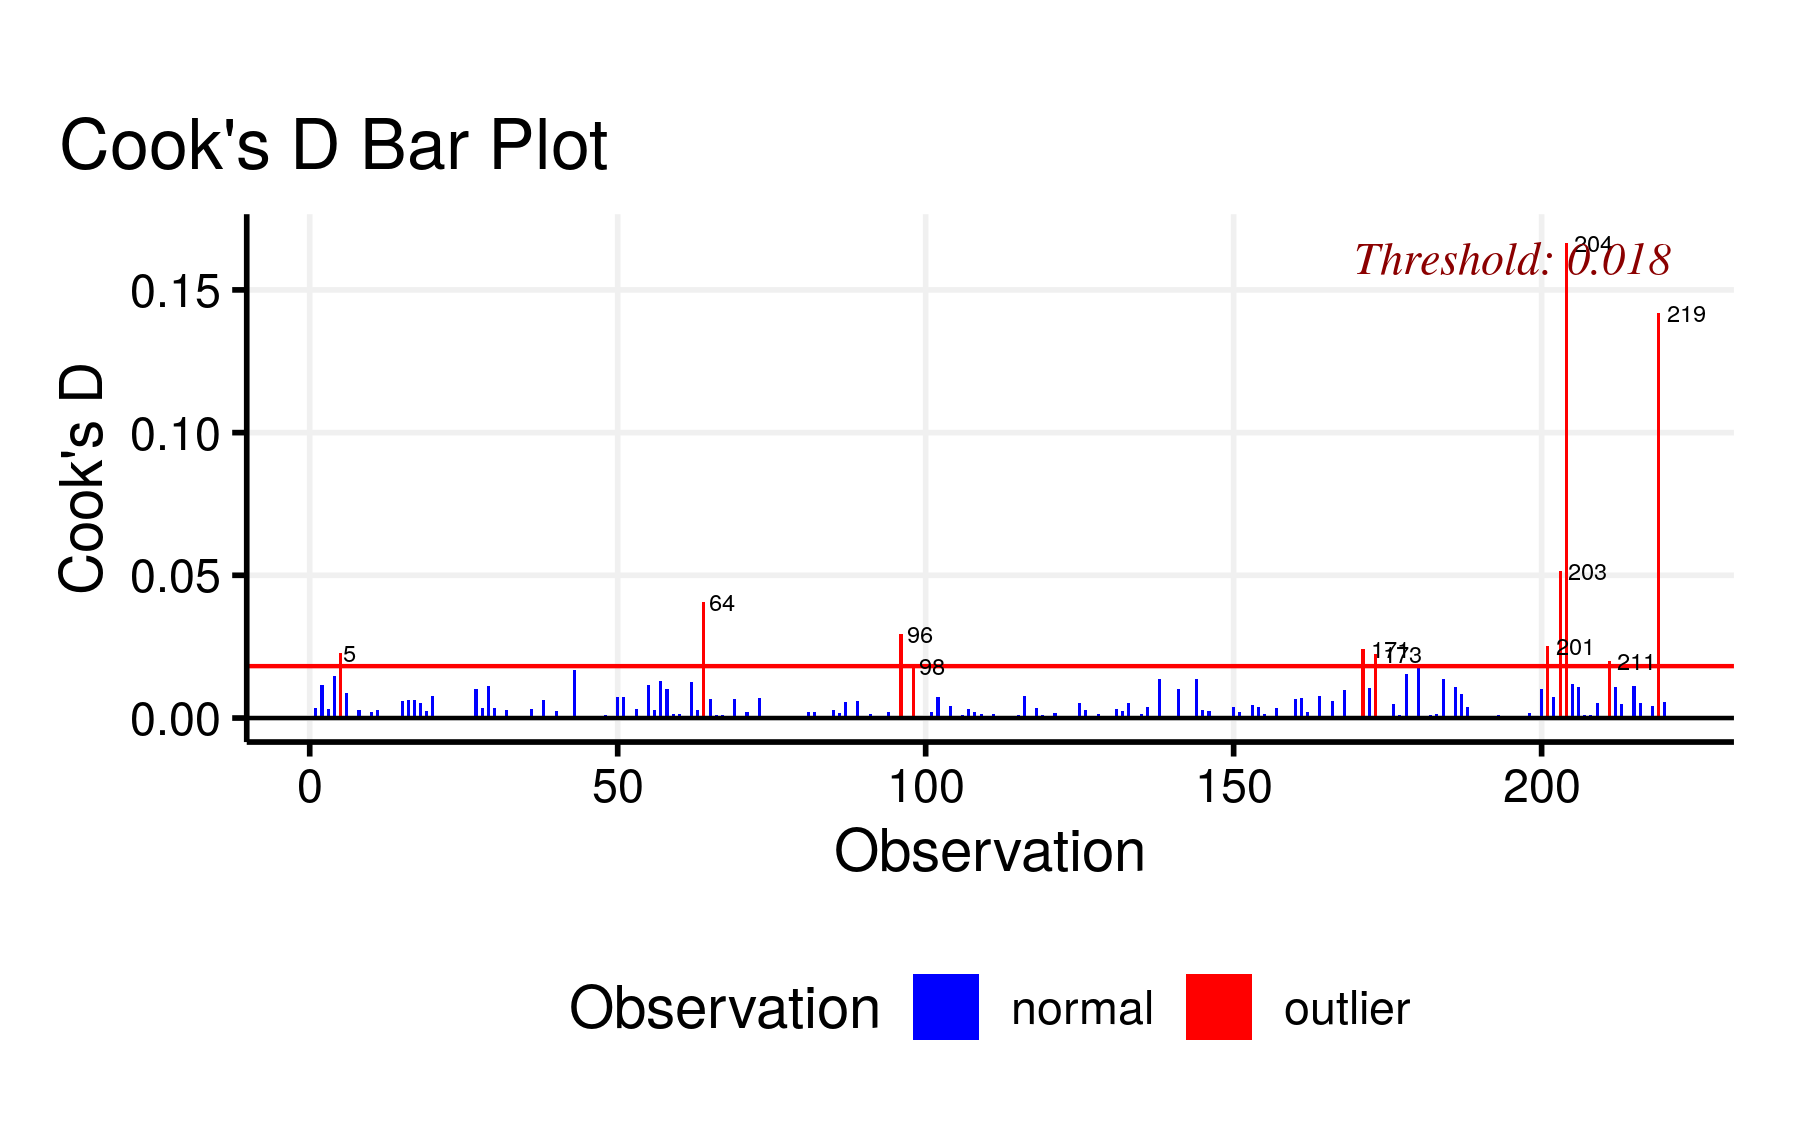 Cook's D Bar Plot
Threshold: 0.018
204
0.15
219
Cook's D
0.10
0.05
203
64
96
5
171
173
201
211
98
0.00
0 50 100 150 200
Observation
Observation normal outlier